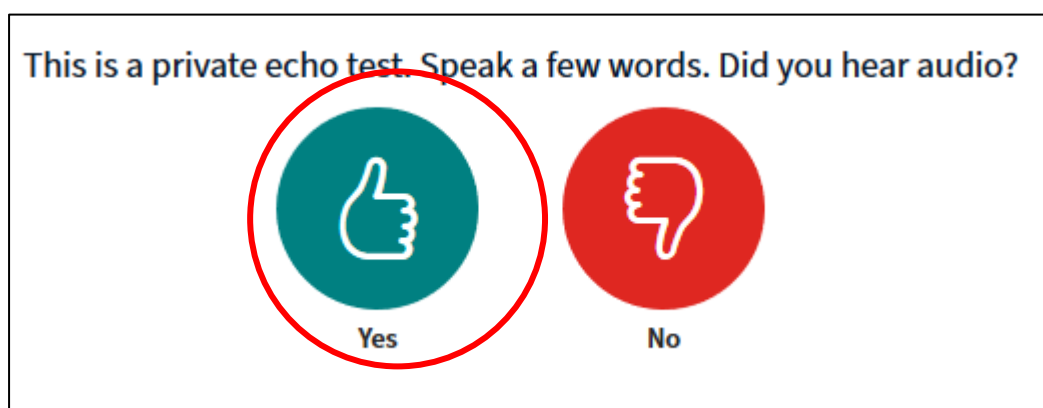 This is a private echo test. Speak a few words. Did you hear audio?
Yes
No